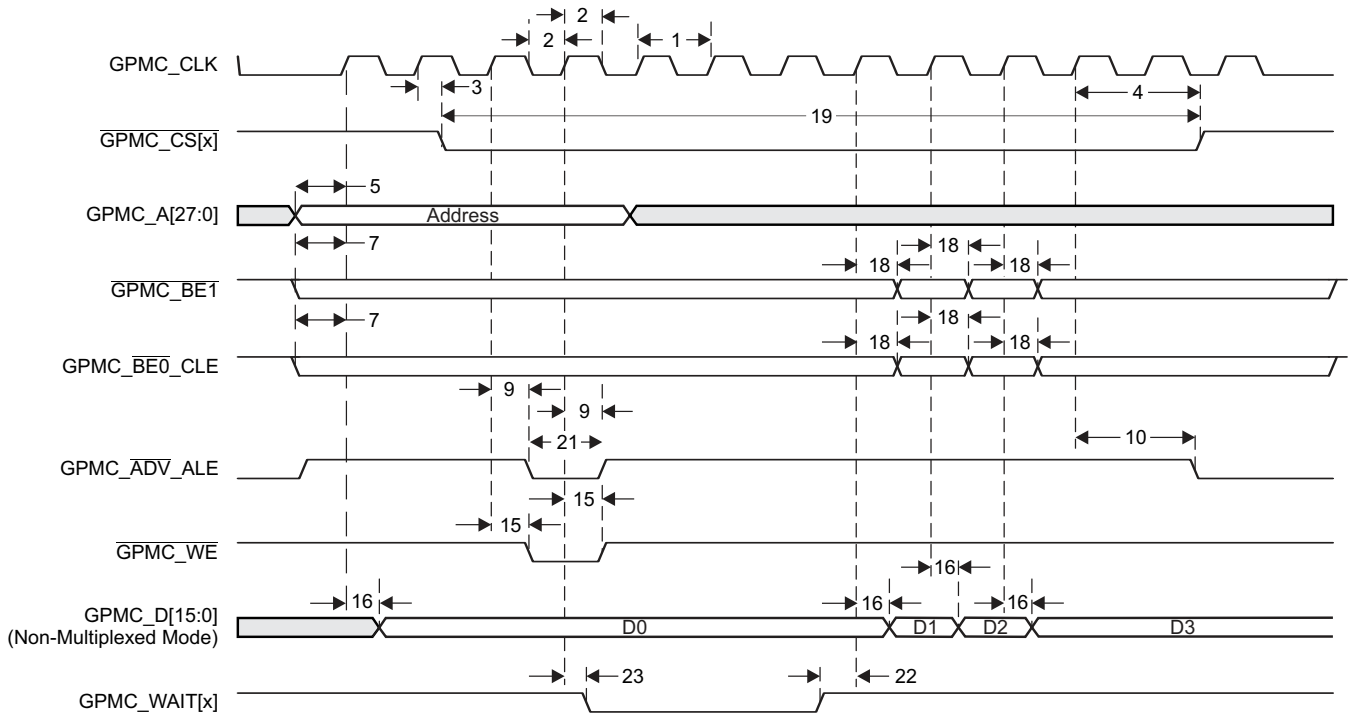 2
2
1
GPMC_CLK
3
4
19
GPMC_CS[x]
5
GPMC_A[27:0]
Address
7
18
18
18
GPMC_BE1
7
18
18
18
GPMC_BE0_CLE
9
9
21
10
GPMC_ADV_ALE
15
15
GPMC_WE
16
16
16
16
GPMC_D[15:0]
(Non-Multiplexed Mode)
D0
D1
D2
D3
23
22
GPMC_WAIT[x]